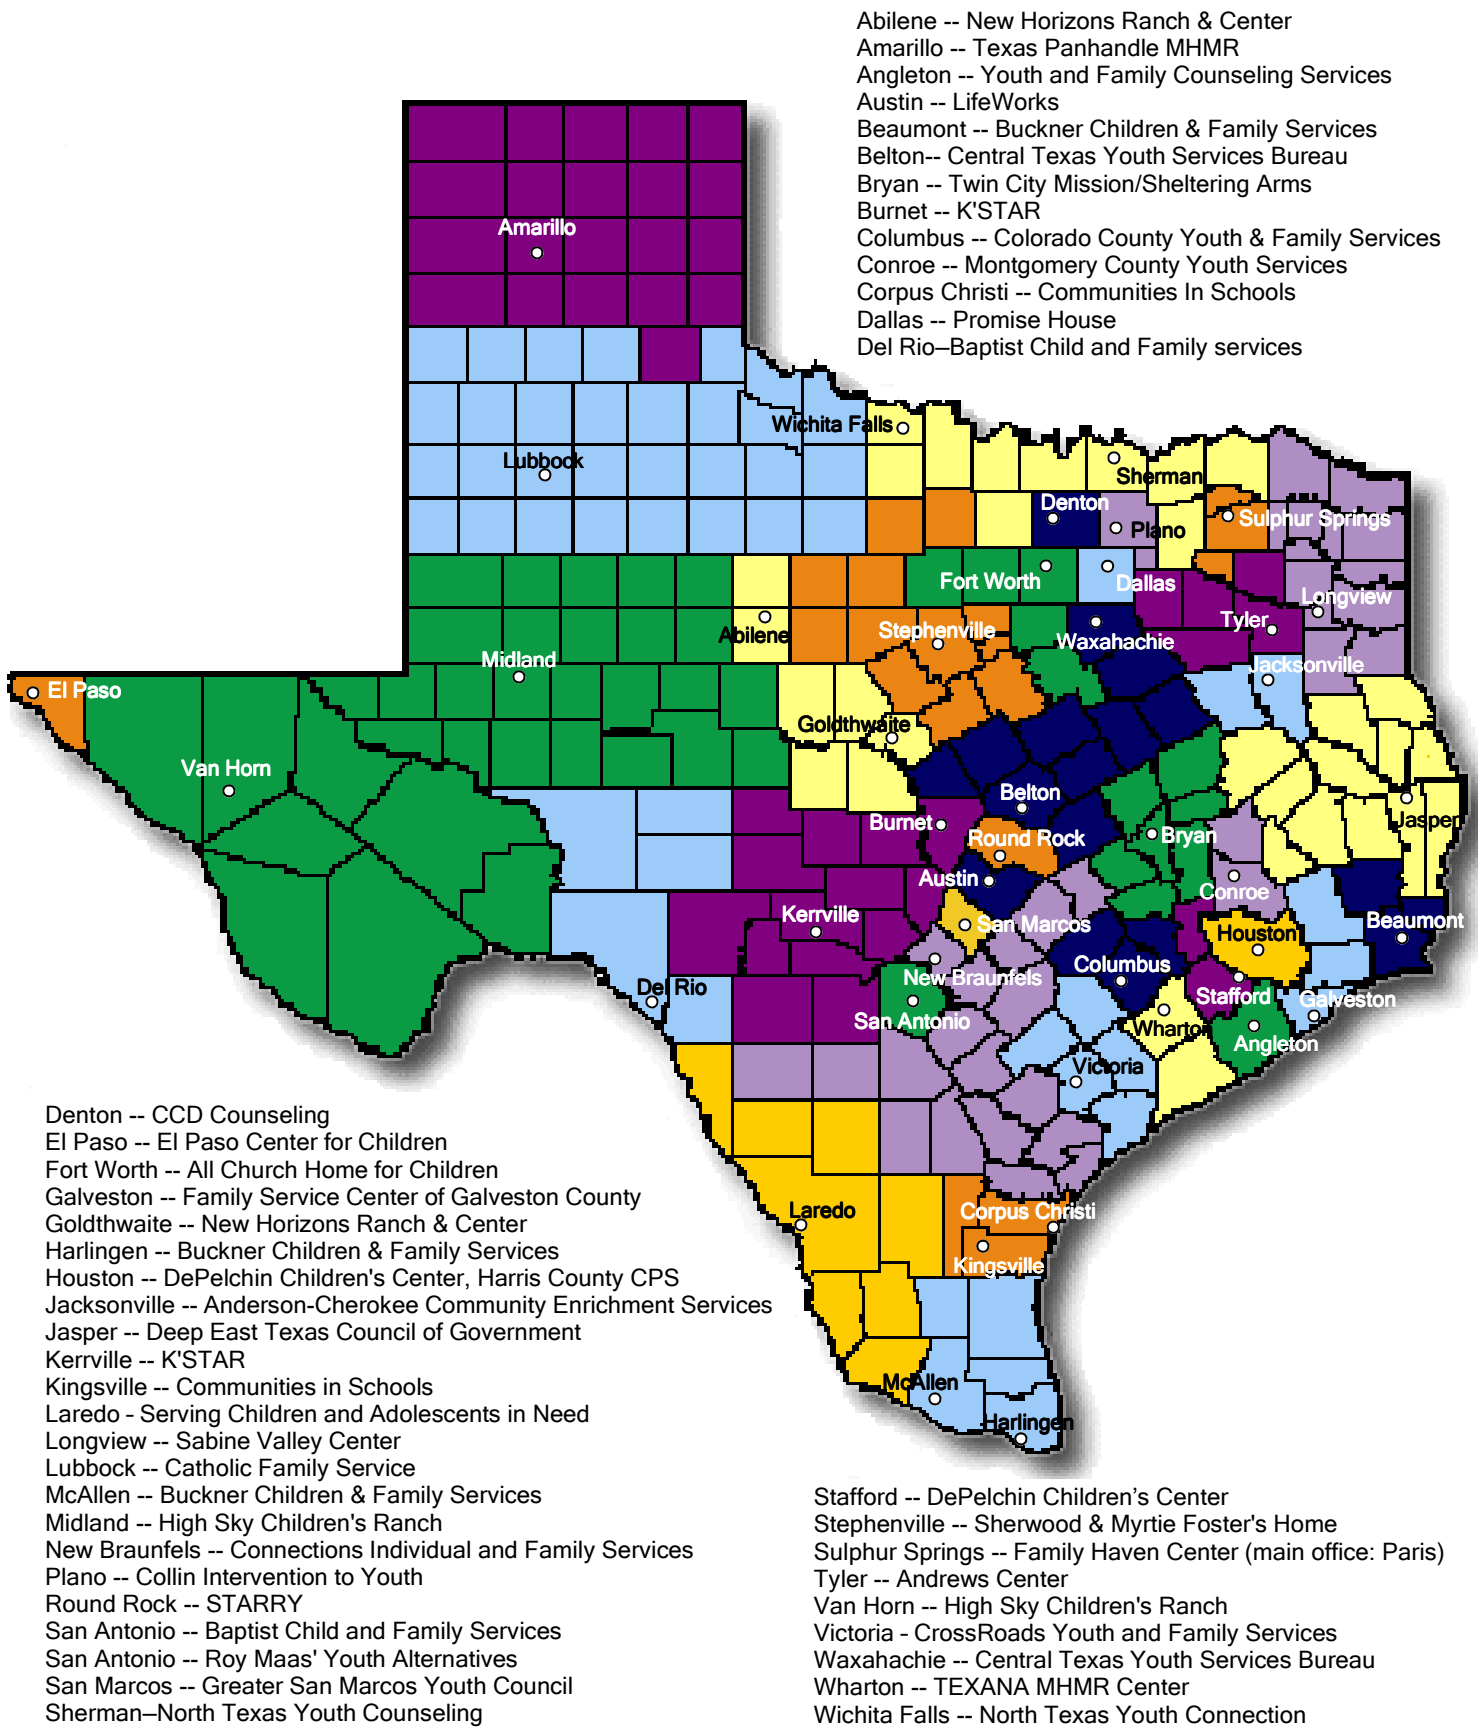 Abilene -- New Horizons Ranch & Center
Amarillo -- Texas Panhandle MHMR
Angleton -- Youth and Family Counseling Services
Austin -- LifeWorks
Beaumont -- Buckner Children & Family Services
Belton-- Central Texas Youth Services Bureau
Bryan -- Twin City Mission/Sheltering Arms
Burnet -- K'STAR
Columbus -- Colorado County Youth & Family Services
Conroe -- Montgomery County Youth Services
Corpus Christi -- Communities In Schools
Dallas -- Promise House
Del Rio–Baptist Child and Family services
Amarillo
Wichita Falls
Lubbock
Sherman
Denton
Plano
Sulphur Springs
Fort Worth
Dallas
Longview
Abilene
Stephenville
Waxahachie
Tyler
Midland
Jacksonville
El Paso
Goldthwaite
Van Horn
Belton
Burnet
Round Rock
Bryan
Jasper
Austin
Conroe
Kerrville
San Marcos
Houston
Beaumont
New Braunfels
Columbus
Del Rio
Stafford
Galveston
San Antonio
Wharton
Angleton
Victoria
Laredo
Corpus Christi
Kingsville
McAllen
Harlingen
Denton -- CCD Counseling
El Paso -- El Paso Center for Children
Fort Worth -- All Church Home for Children
Galveston -- Family Service Center of Galveston County
Goldthwaite -- New Horizons Ranch & Center
Harlingen -- Buckner Children & Family Services
Houston -- DePelchin Children's Center, Harris County CPS
Jacksonville -- Anderson-Cherokee Community Enrichment Services
Jasper -- Deep East Texas Council of Government
Kerrville -- K'STAR
Kingsville -- Communities in Schools
Laredo - Serving Children and Adolescents in Need
Longview -- Sabine Valley Center
Lubbock -- Catholic Family Service
McAllen -- Buckner Children & Family Services
Midland -- High Sky Children's Ranch
New Braunfels -- Connections Individual and Family Services
Plano -- Collin Intervention to Youth
Round Rock -- STARRY
San Antonio -- Baptist Child and Family Services
San Antonio -- Roy Maas' Youth Alternatives
San Marcos -- Greater San Marcos Youth Council
Sherman–North Texas Youth Counseling
Stafford -- DePelchin Children’s Center
Stephenville -- Sherwood & Myrtie Foster's Home
Sulphur Springs -- Family Haven Center (main office: Paris)
Tyler -- Andrews Center
Van Horn -- High Sky Children's Ranch
Victoria - CrossRoads Youth and Family Services
Waxahachie -- Central Texas Youth Services Bureau
Wharton -- TEXANA MHMR Center
Wichita Falls -- North Texas Youth Connection